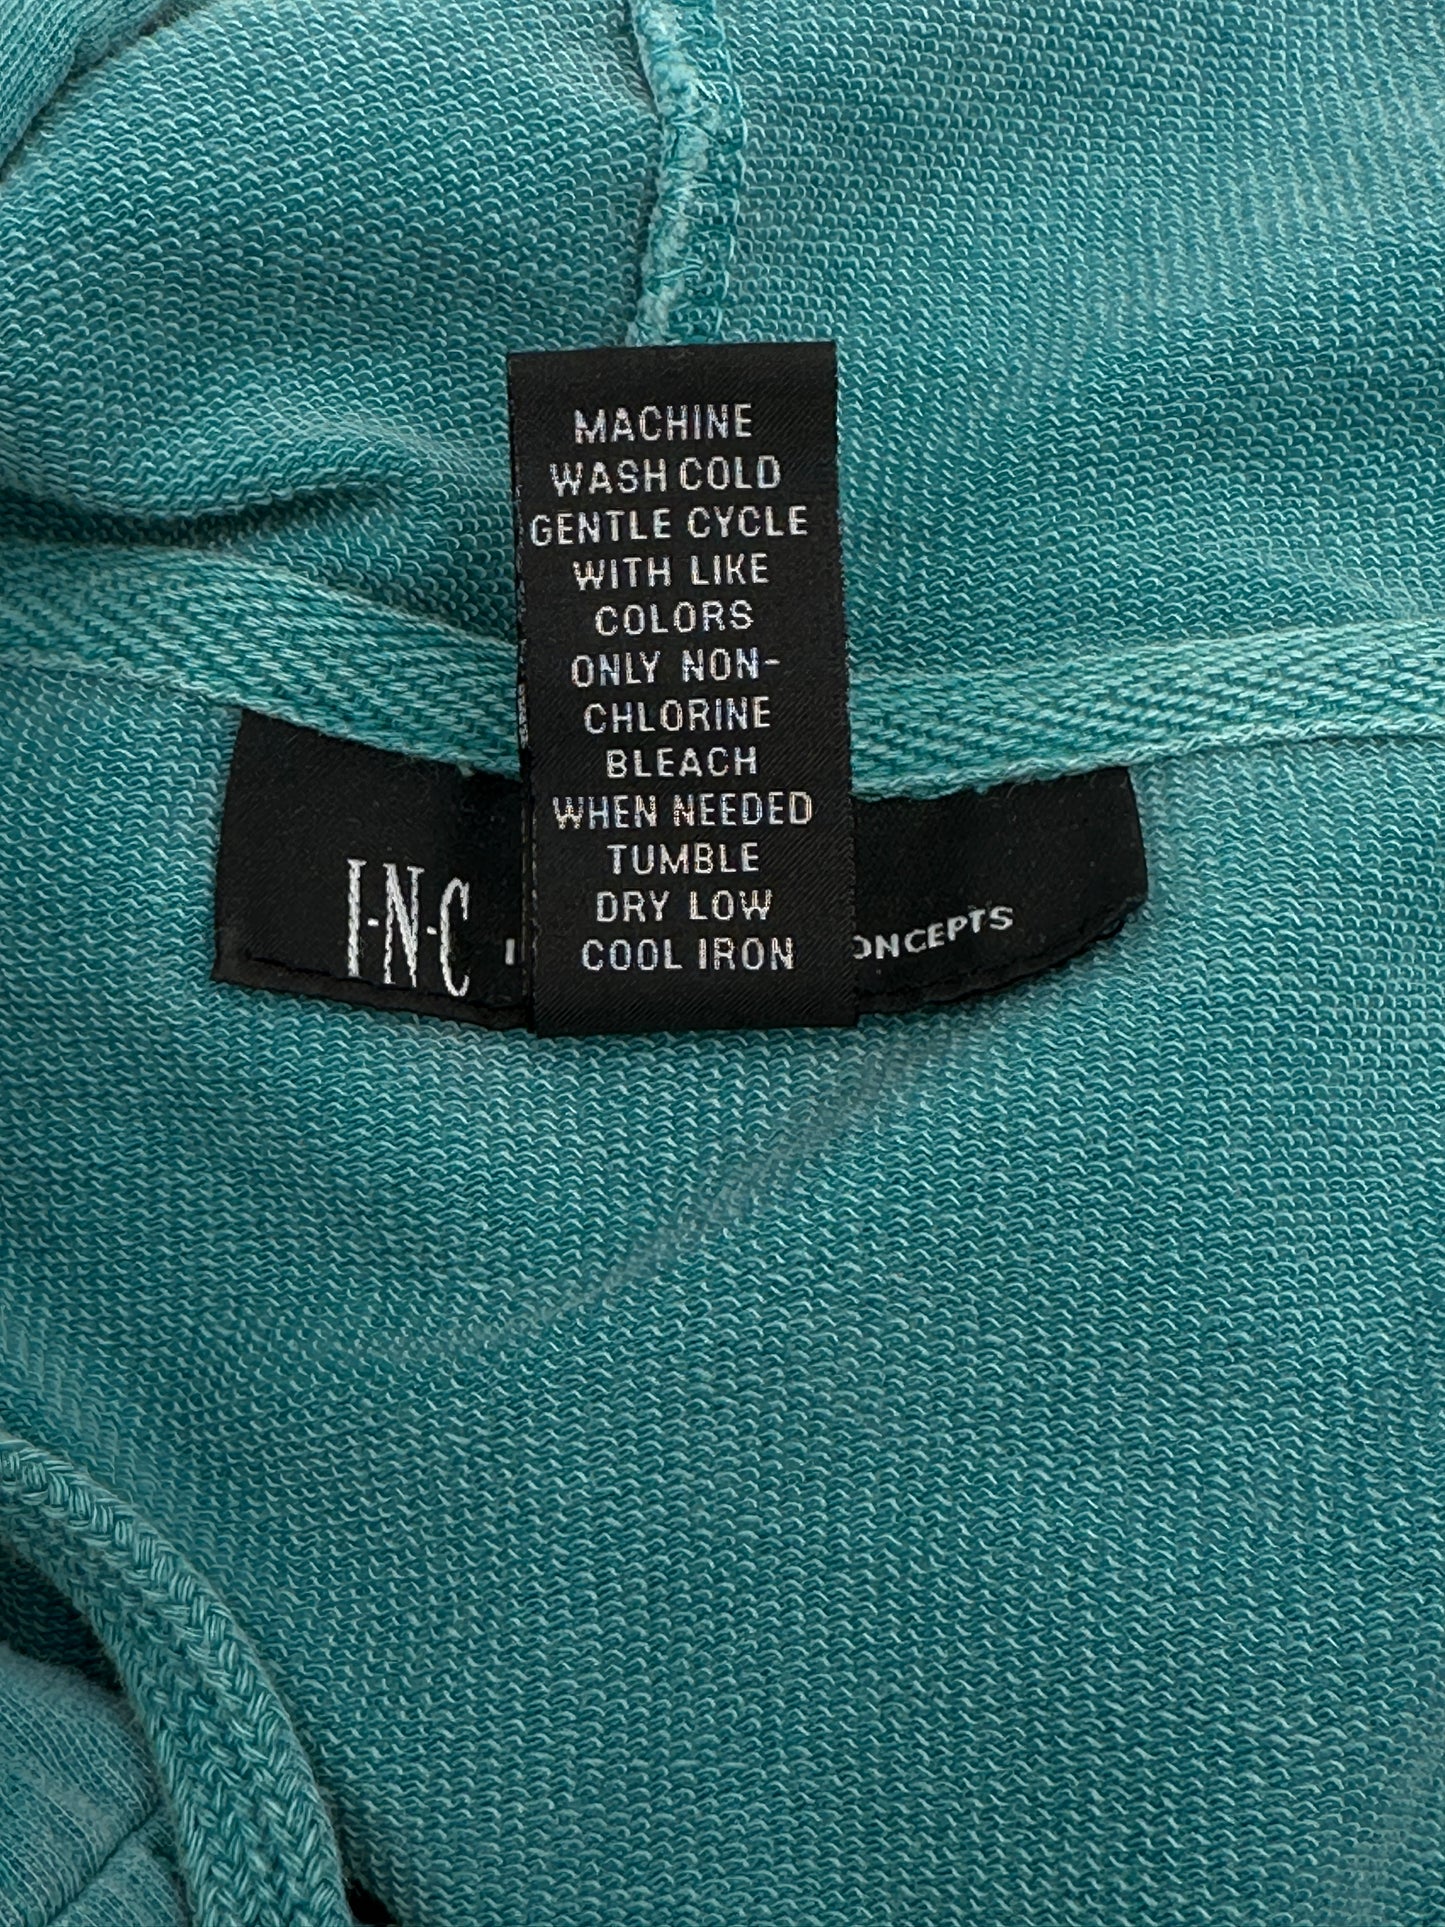 MACHINE
WASH COLD
GENTLE CYCLE
WITH LIKE
COLORS
ONLY NON-
CHLORINE
BLEACH
WHEN NEEDED
TUMBLE
DRY LOW
COOL IRON
I·N·C
ONCEPTS